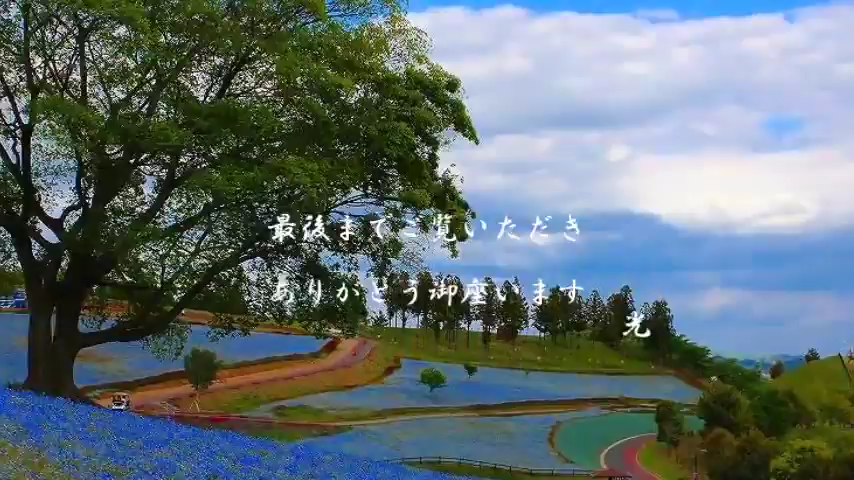 最後までご覧いただき
ありがとう御座います
光